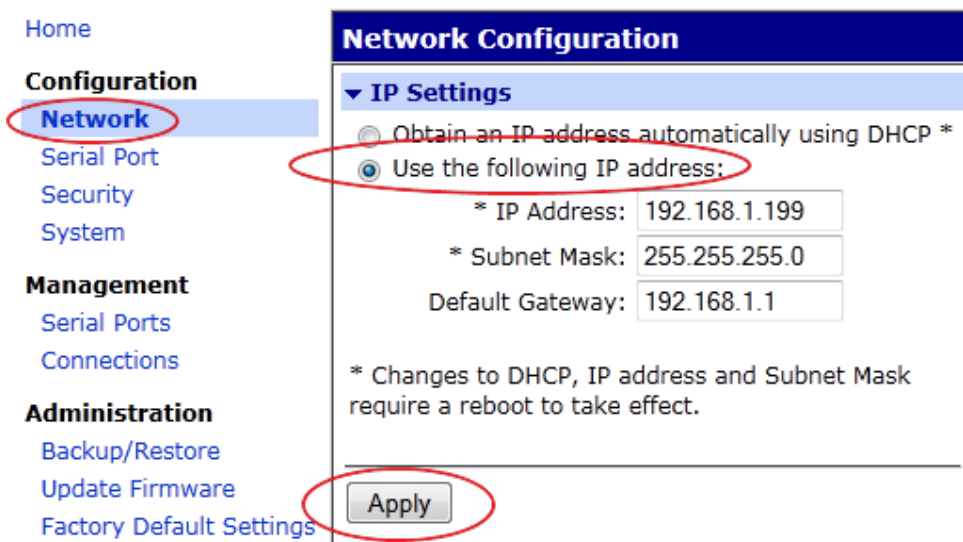 Home
Configuration
Network
Serial Port
Security
System
Management
Serial Ports
Connections
Administration
Backup/Restore
Update Firmware
Factory Default Settings
Network Configuration
IP Settings
Obtain an IP address automatically using DHCP *
Use the following IP address:
* IP Address: 192.168.1.199
* Subnet Mask: 255.255.255.0
Default Gateway: 192.168.1.1
* Changes to DHCP, IP address and Subnet Mask
require a reboot to take effect.
Apply